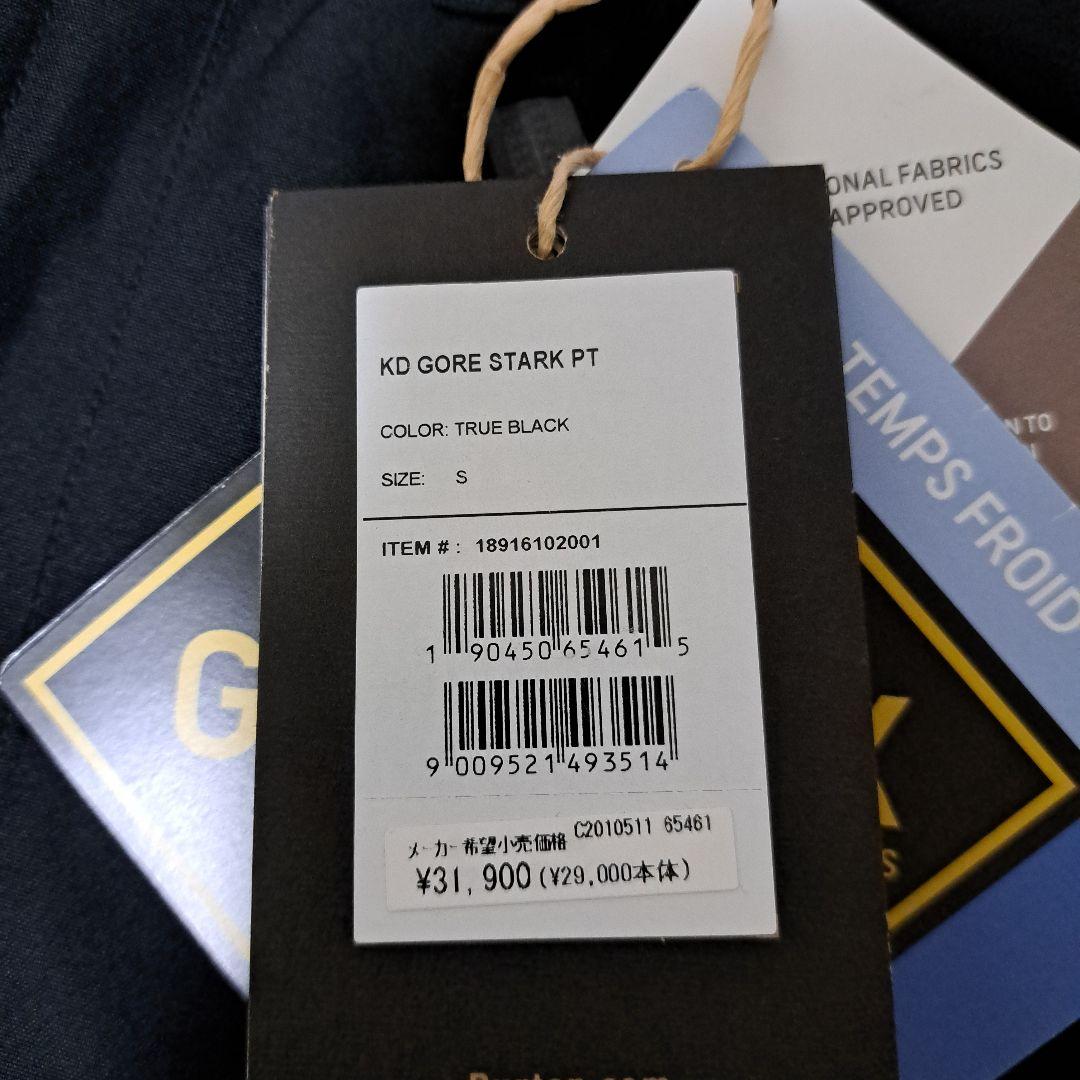 KD GORE STARK PT
COLOR: TRUE BLACK
SIZE: S
ITEM # : 18916102001
1 90450 65461 5
9 009521 493514
メーカー希望小売価格 C2010511 65461
¥31,900 (¥29,000本体)
ONAL FABRICS
APPROVED
TEMPS FROID
N TO
G
K
S